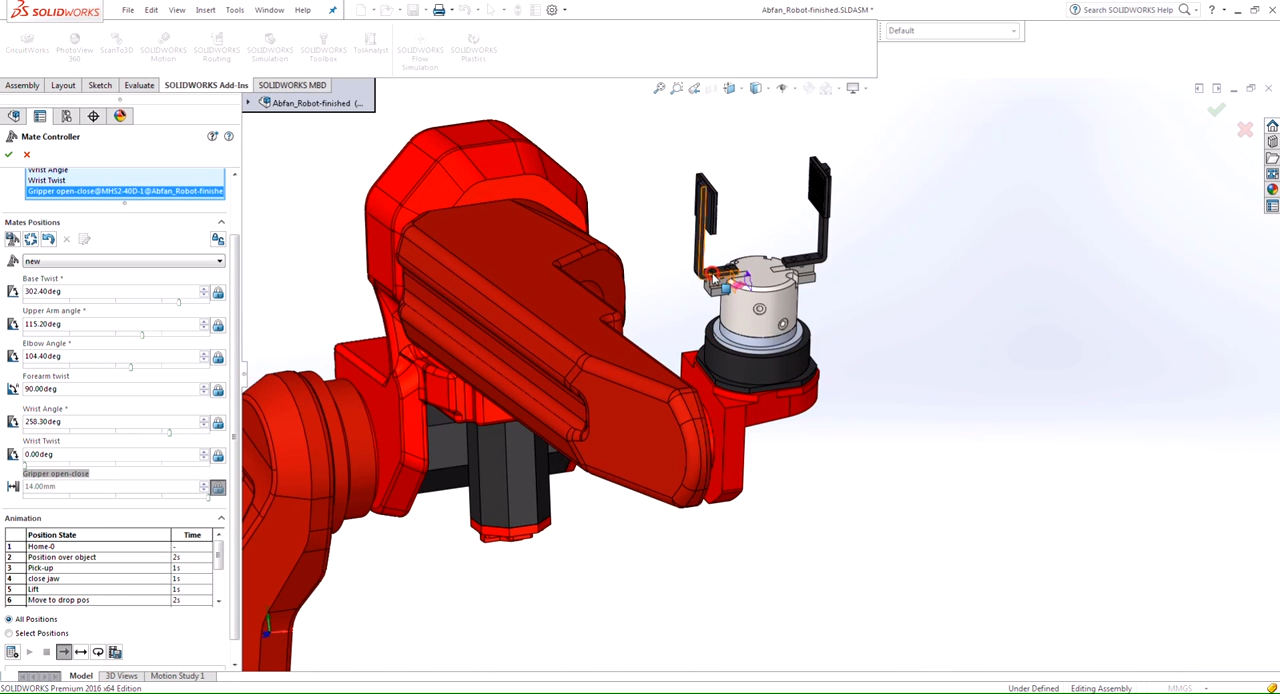 SOLIDWORKS
File Edit View Insert Tools Window Help
Abfan_Robot-finished.SLDASM *
Search SOLIDWORKS Help
CircuitWorks
PhotoView 360
ScanTo3D
SOLIDWORKS Motion
SOLIDWORKS Routing
SOLIDWORKS Simulation
SOLIDWORKS Toolbox
TolAnalyst
SOLIDWORKS Flow Simulation
SOLIDWORKS Plastics
Default
Assembly Layout Sketch Evaluate SOLIDWORKS Add-Ins SOLIDWORKS MBD
Abfan_Robot-finished (...
Mate Controller
Wrist Angle
Wrist Twist
Gripper open-close@MHS2-40D-1@Abfan_Robot-finishe
Mates Positions
new
Base Twist *
302.40deg
Upper Arm angle *
115.20deg
Elbow Angle *
104.40deg
Forearm twist
90.00deg
Wrist Angle *
258.30deg
Wrist Twist
0.00deg
Gripper open-close
14.00mm
Animation
Position State Time
1 Home-0 -
2 Position over object 2s
3 Pick-up 1s
4 close jaw 1s
5 Lift 1s
6 Move to drop pos 2s
All Positions
Select Positions
Model 3D Views Motion Study 1
SOLIDWORKS Premium 2016 x64 Edition
Under Defined Editing Assembly MMGS